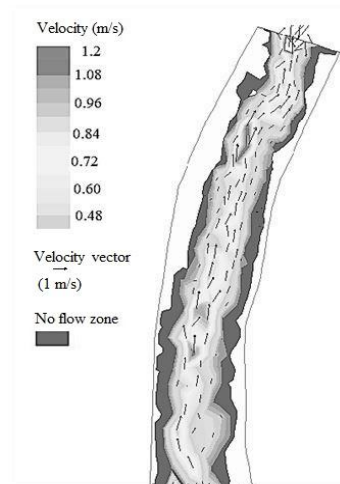 Velocity (m/s)
1.2
1.08
0.96
0.84
0.72
0.60
0.48
Velocity vector
(1 m/s)
No flow zone